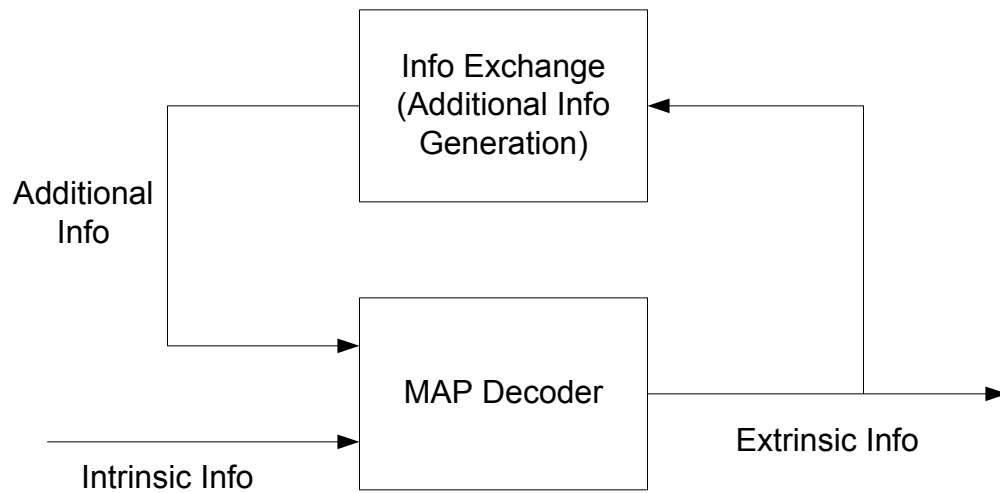 Info Exchange
(Additional Info
Generation)
Additional
Info
MAP Decoder
Extrinsic Info
Intrinsic Info